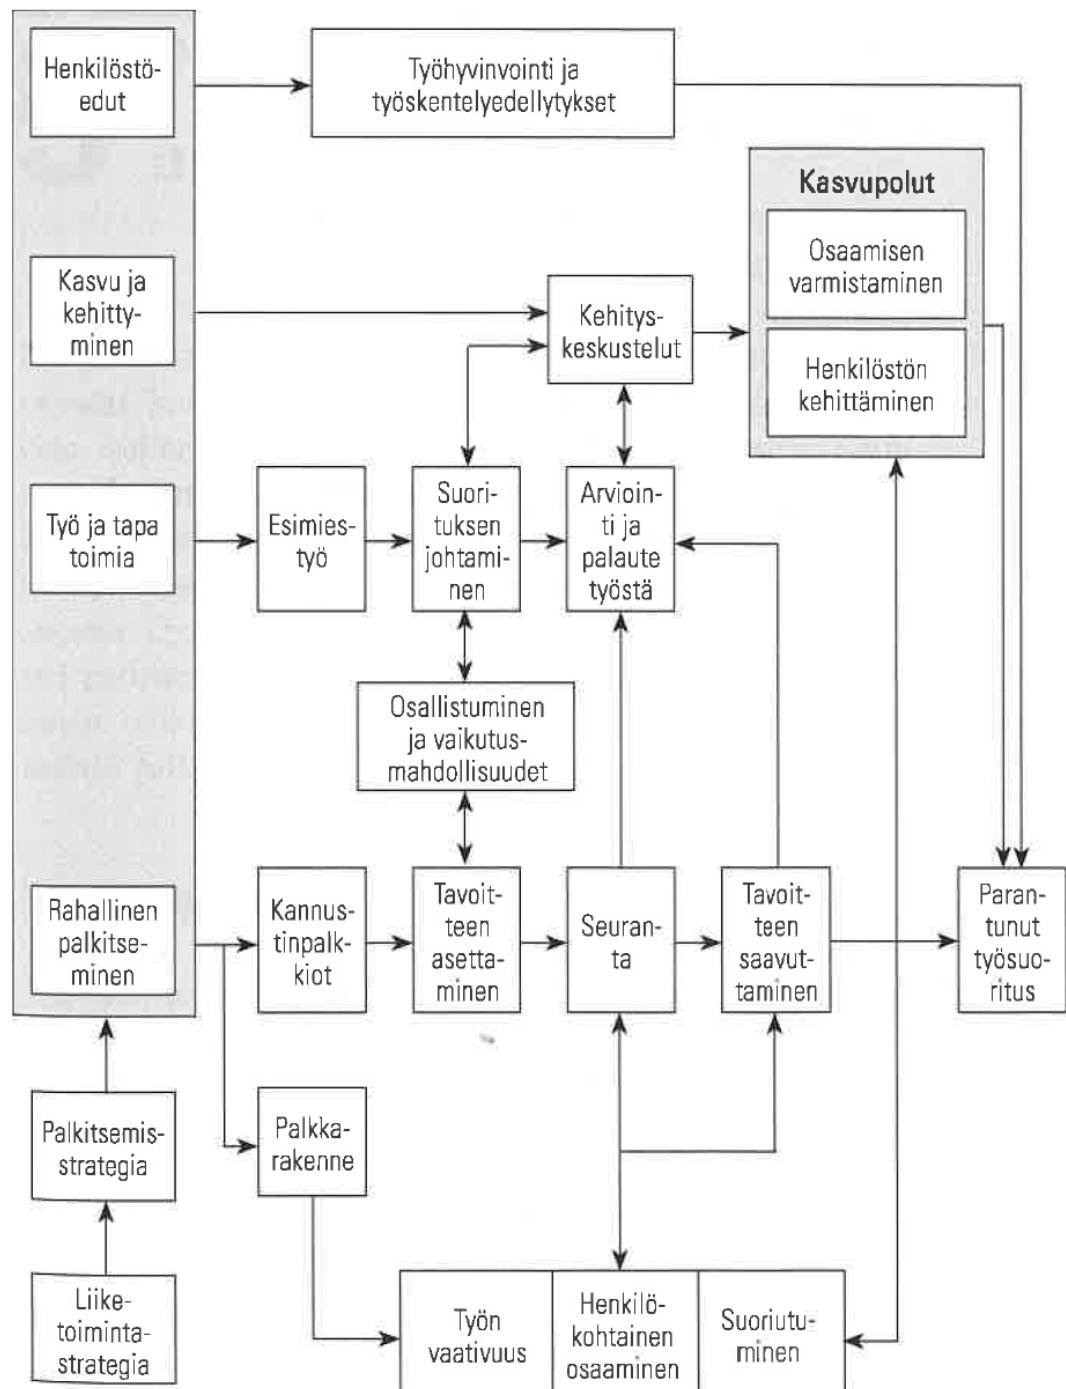 Henkilöstö-
edut
Työhyvinvointi ja
työskentelyedellytykset
Kasvupolut
Osaamisen
varmistaminen
Henkilöstön
kehittäminen
Kasvu ja
kehitty-
minen
Kehitys-
keskustelut
Työ ja tapa
toimia
Esimies-
työ
Suori-
tuksen
johtami-
nen
Arvioin-
ti ja
palaute
työstä
Osallistuminen
ja vaikutus-
mahdollisuudet
Rahallinen
palkitse-
minen
Kannus-
tinpalk-
kiot
Tavoit-
teen
asetta-
minen
Seuran-
ta
Tavoit-
teen
saavut-
taminen
Paran-
tunut
työsuo-
ritus
Palkitsemis-
strategia
Palkka-
rakenne
Liike-
toiminta-
strategia
Työn
vaativuus
Henkilö-
kohtainen
osaaminen
Suoriutu-
minen